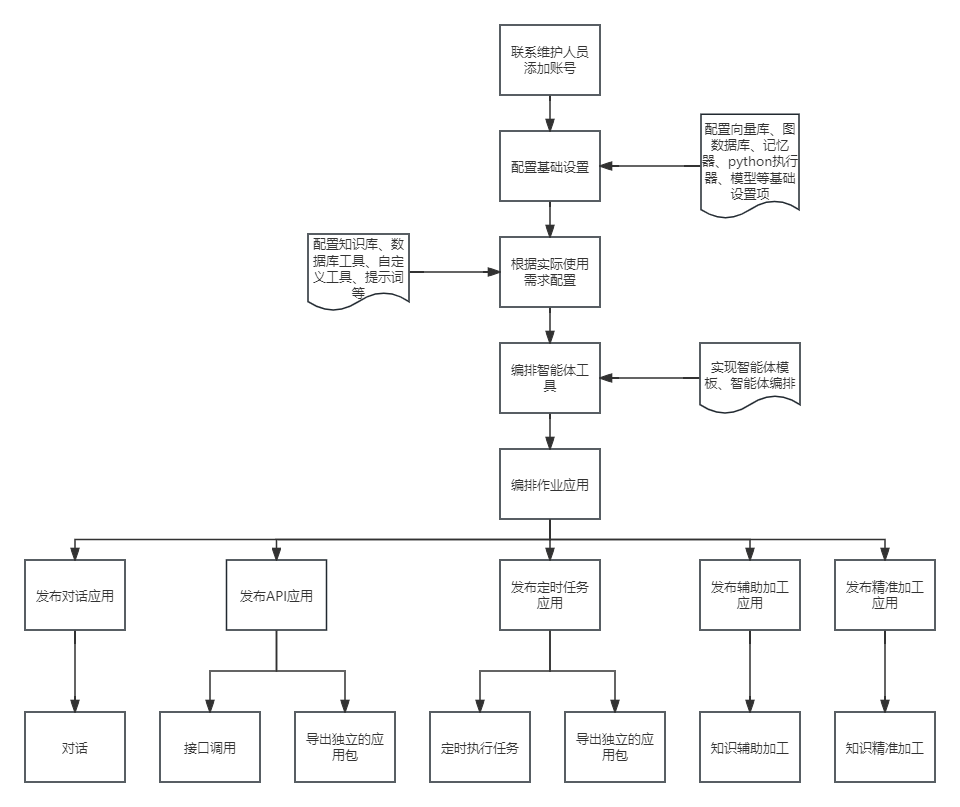 联系维护人员
添加账号
配置向量库、图
数据库、记忆
器、python执行
器、模型等基础
设置项
配置基础设置
配置知识库、数
据库工具、自定
义工具、提示词
等
根据实际使用
需求配置
编排智能体工
具
实现智能体模
板、智能体编排
编排作业应用
发布对话应用
发布API应用
发布定时任务
应用
发布辅助加工
应用
发布精准加工
应用
对话
接口调用
导出独立的应
用包
定时执行任务
导出独立的应
用包
知识辅助加工
知识精准加工